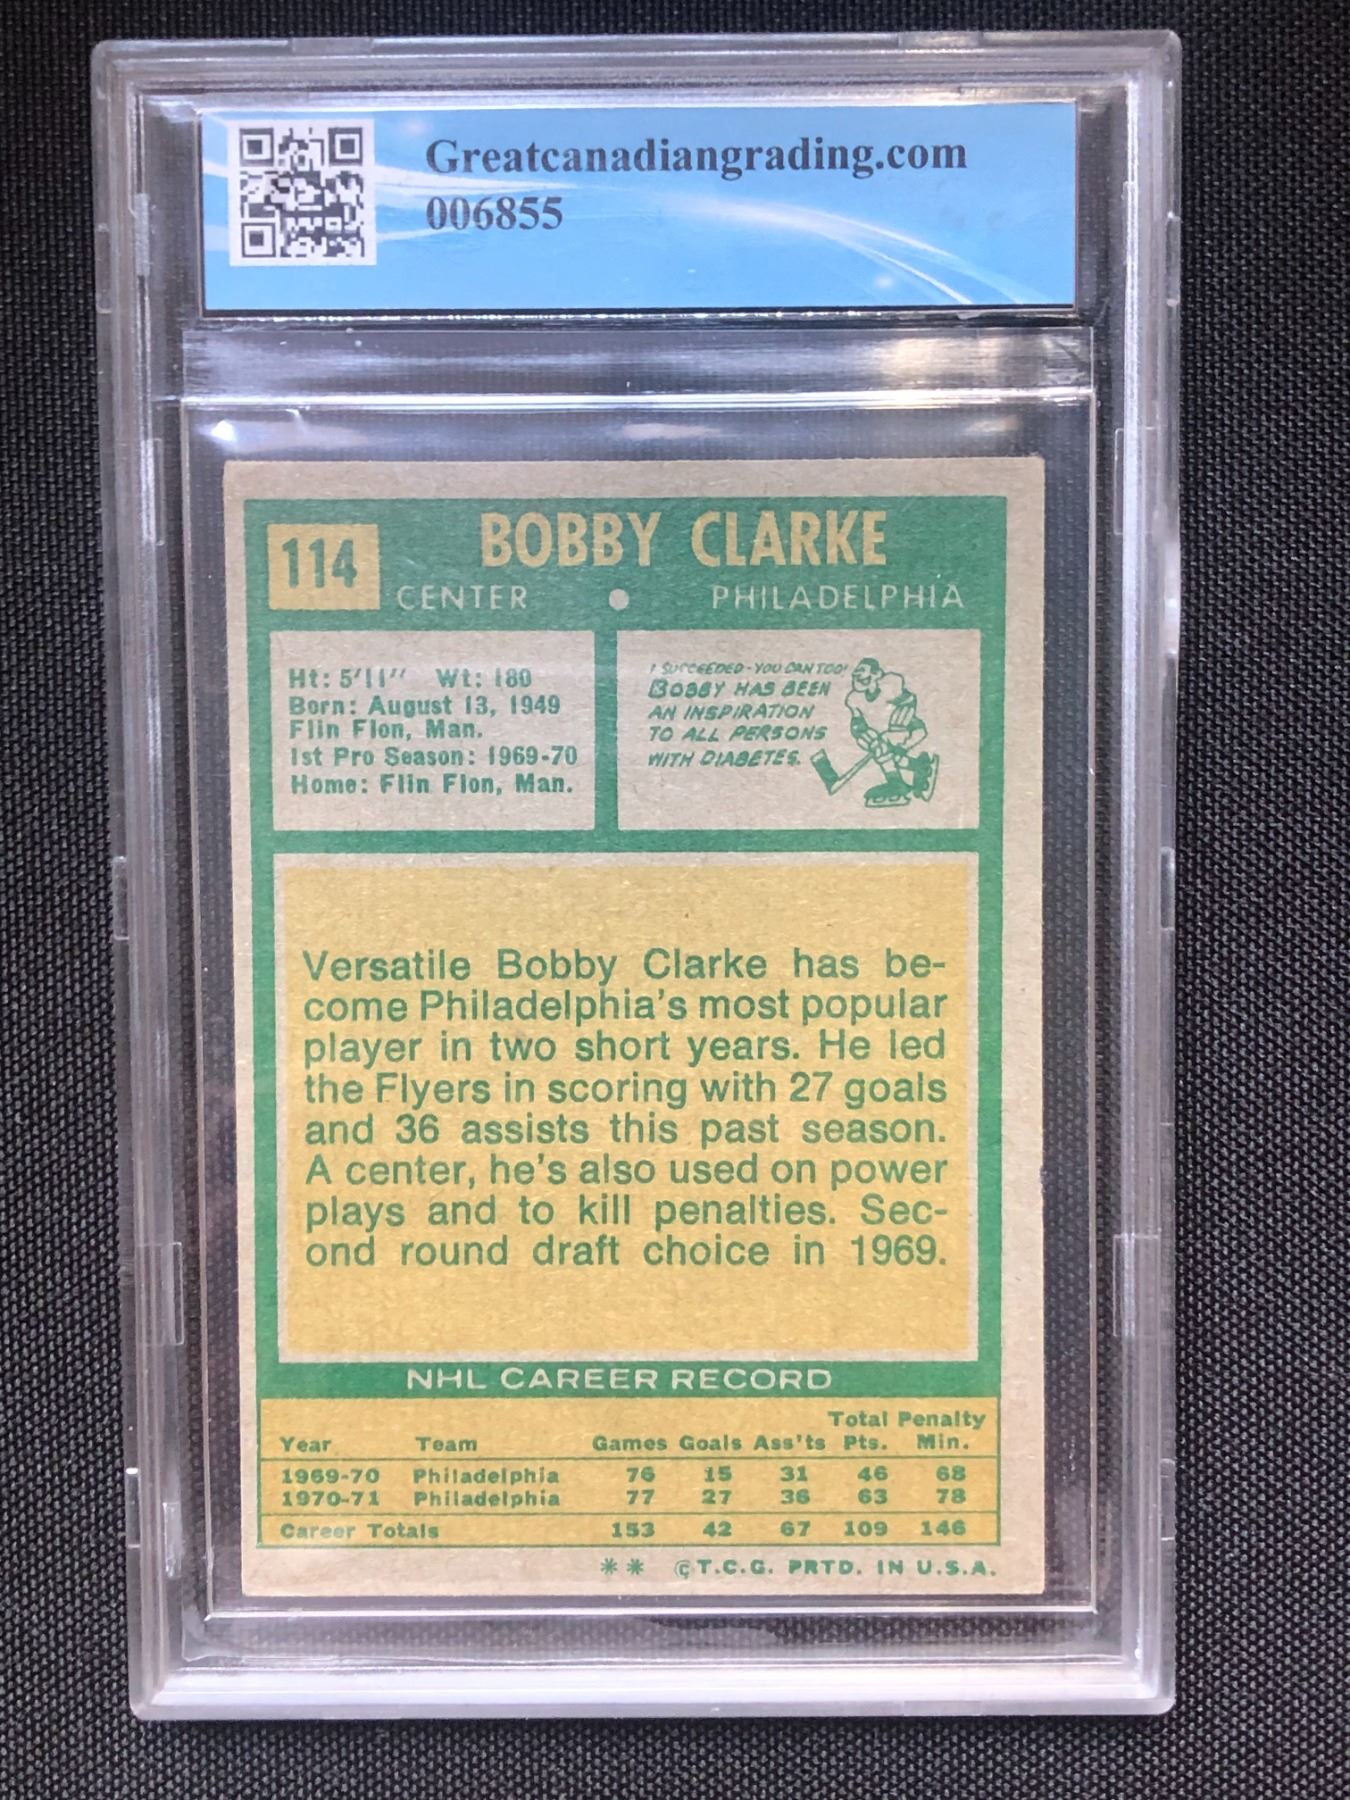 Greatcanadiangrading.com
006855
114
BOBBY CLARKE
CENTER • PHILADELPHIA
Ht: 5'11" Wt: 180
Born: August 13, 1949
Flin Flon, Man.
1st Pro Season: 1969-70
Home: Flin Flon, Man.
I SUCCEEDED-YOU CAN TOO!
BOBBY HAS BEEN
AN INSPIRATION
TO ALL PERSONS
WITH DIABETES.
Versatile Bobby Clarke has be-
come Philadelphia's most popular
player in two short years. He led
the Flyers in scoring with 27 goals
and 36 assists this past season.
A center, he's also used on power
plays and to kill penalties. Sec-
ond round draft choice in 1969.
NHL CAREER RECORD
Total Penalty
Year Team Games Goals Ass'ts Pts. Min.
1969-70 Philadelphia 76 15 31 46 68
1970-71 Philadelphia 77 27 36 63 78
Career Totals 153 42 67 109 146
** ©T.C.G. PRTD. IN U.S.A.